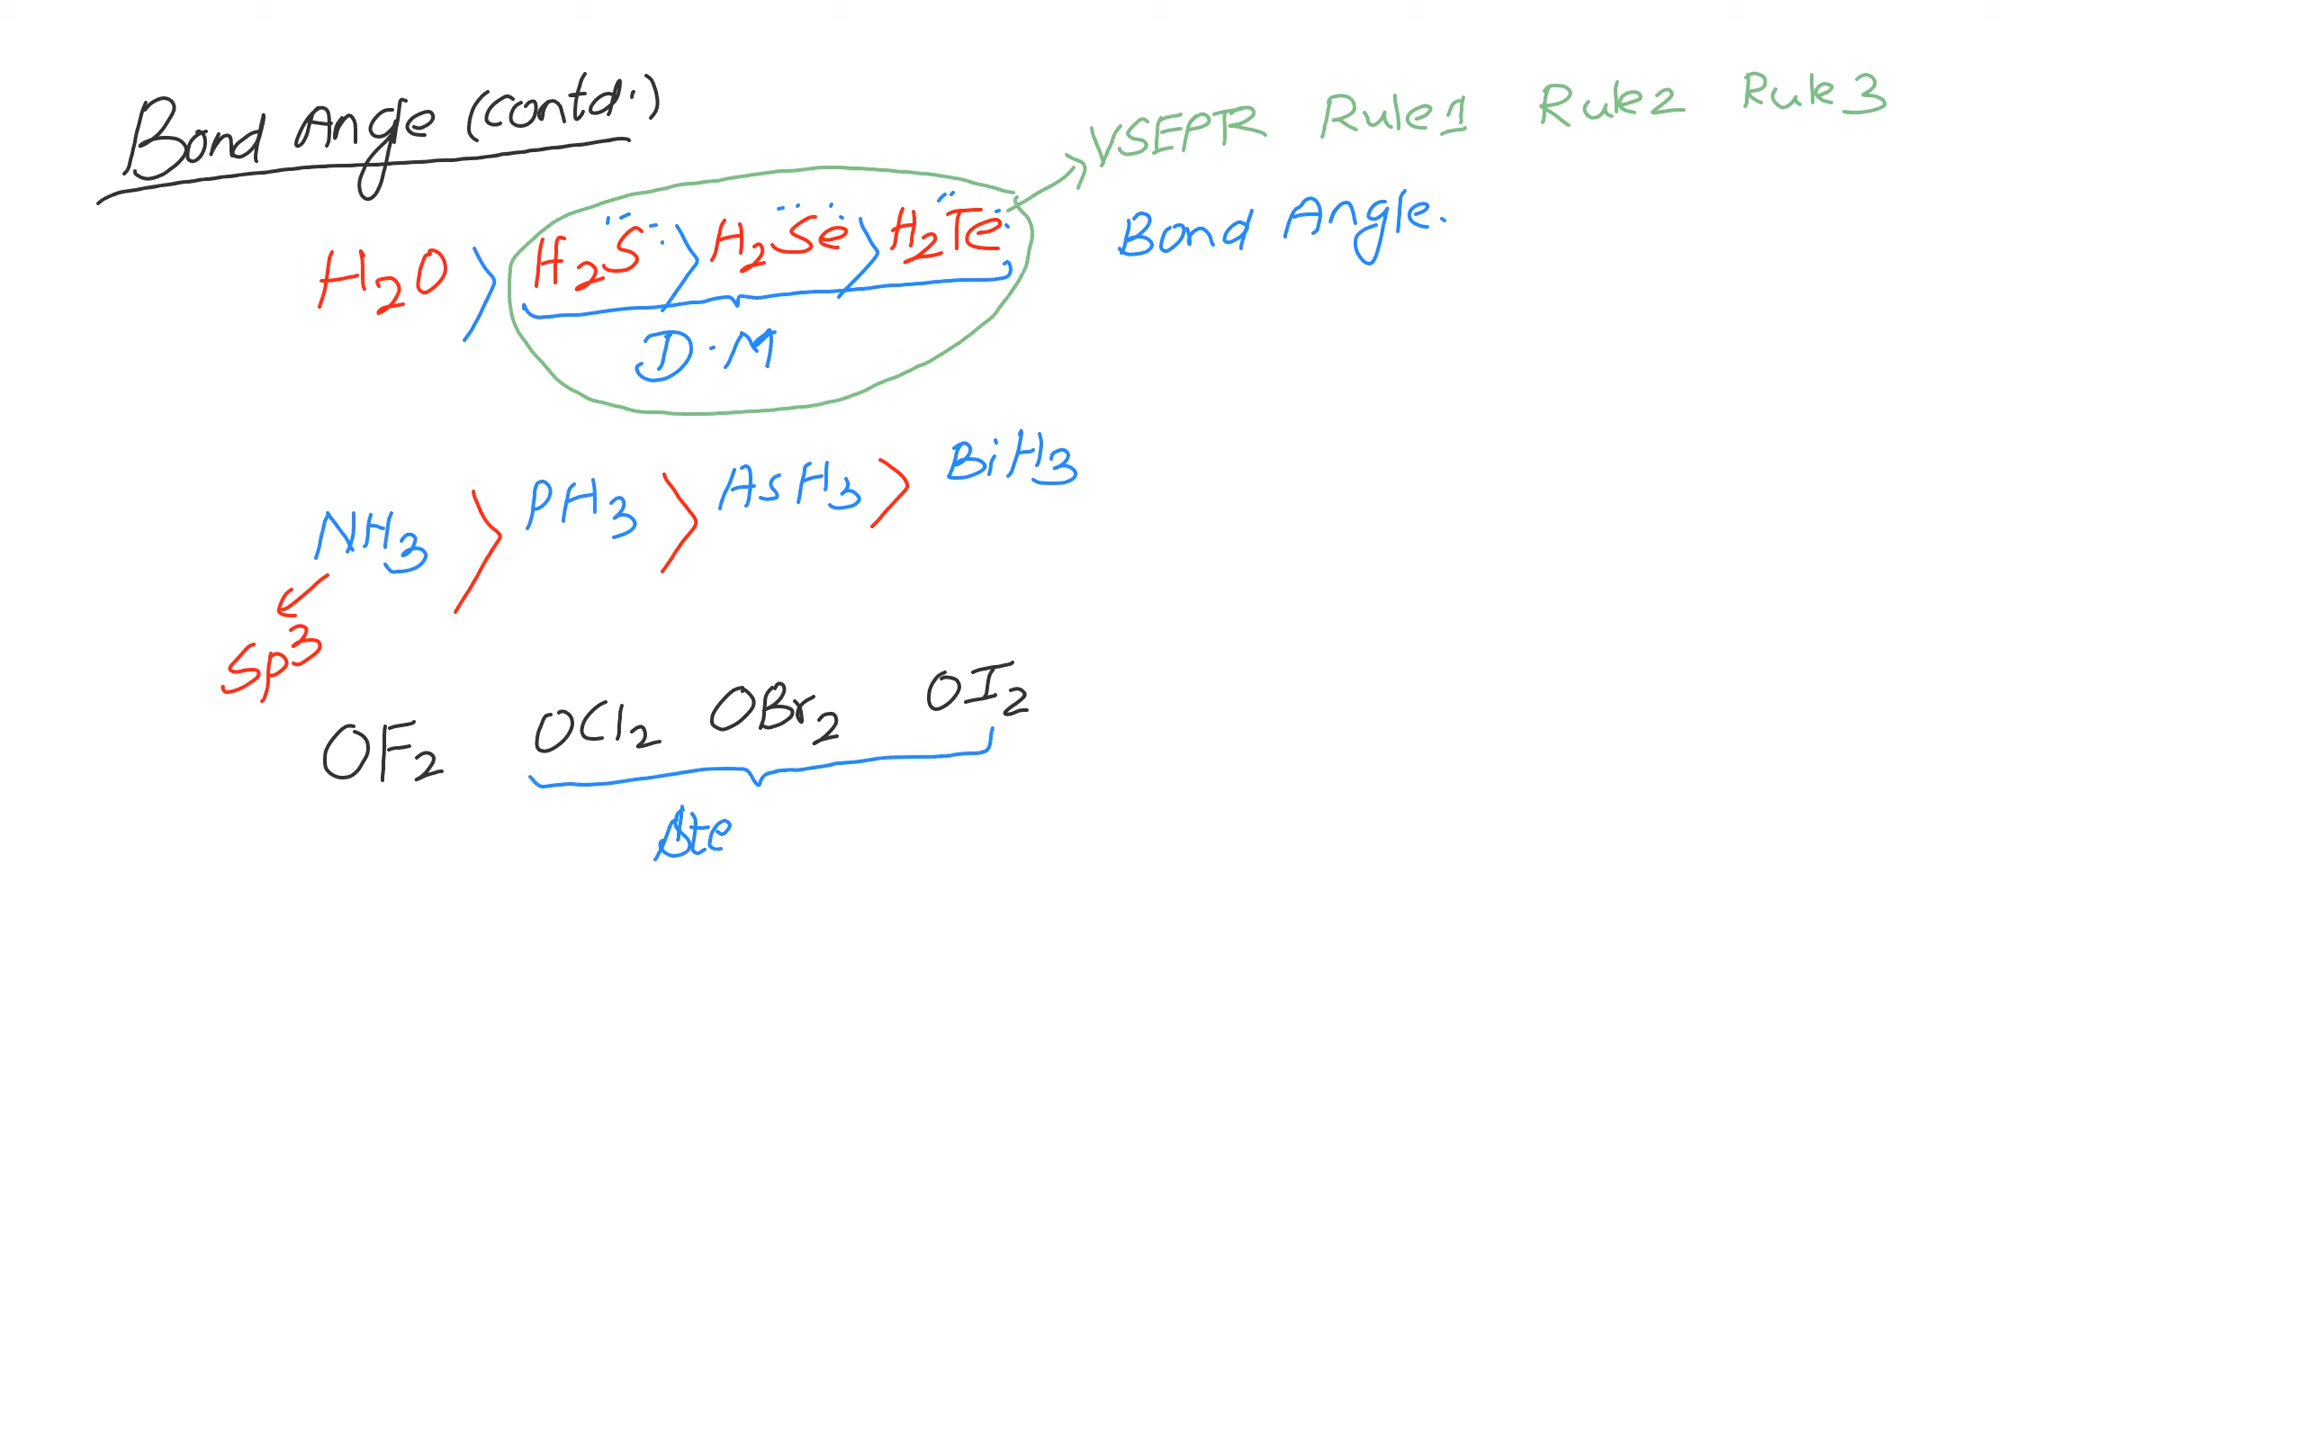 Bond Angle (Contd.)
VSEPR Rule1 Rule2 Rule3
H2O > H2S > H2Se > H2Te Bond Angle.
D.M
NH3 > PH3 > AsH3 > BiH3
Sp3
OF2 OCl2 OBr2 OI2